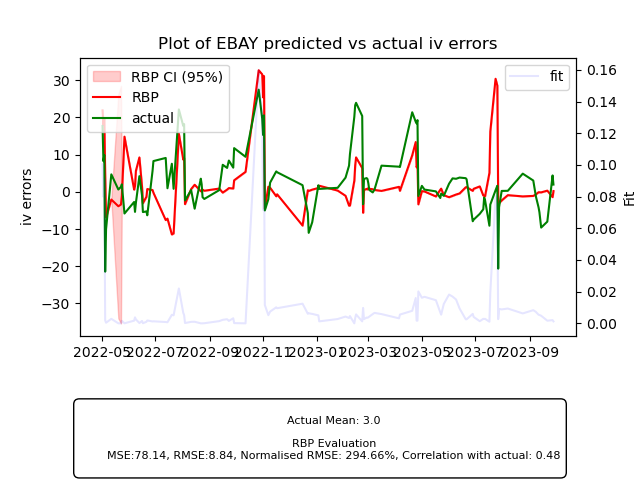 Plot of EBAY predicted vs actual iv errors
RBP CI (95%)
RBP
actual
fit
iv errors
Fit
30
20
10
0
−10
−20
−30
0.16
0.14
0.12
0.10
0.08
0.06
0.04
0.02
0.00
2022-05 2022-07 2022-09 2022-11 2023-01 2023-03 2023-05 2023-07 2023-09
Actual Mean: 3.0
RBP Evaluation
MSE:78.14, RMSE:8.84, Normalised RMSE: 294.66%, Correlation with actual: 0.48